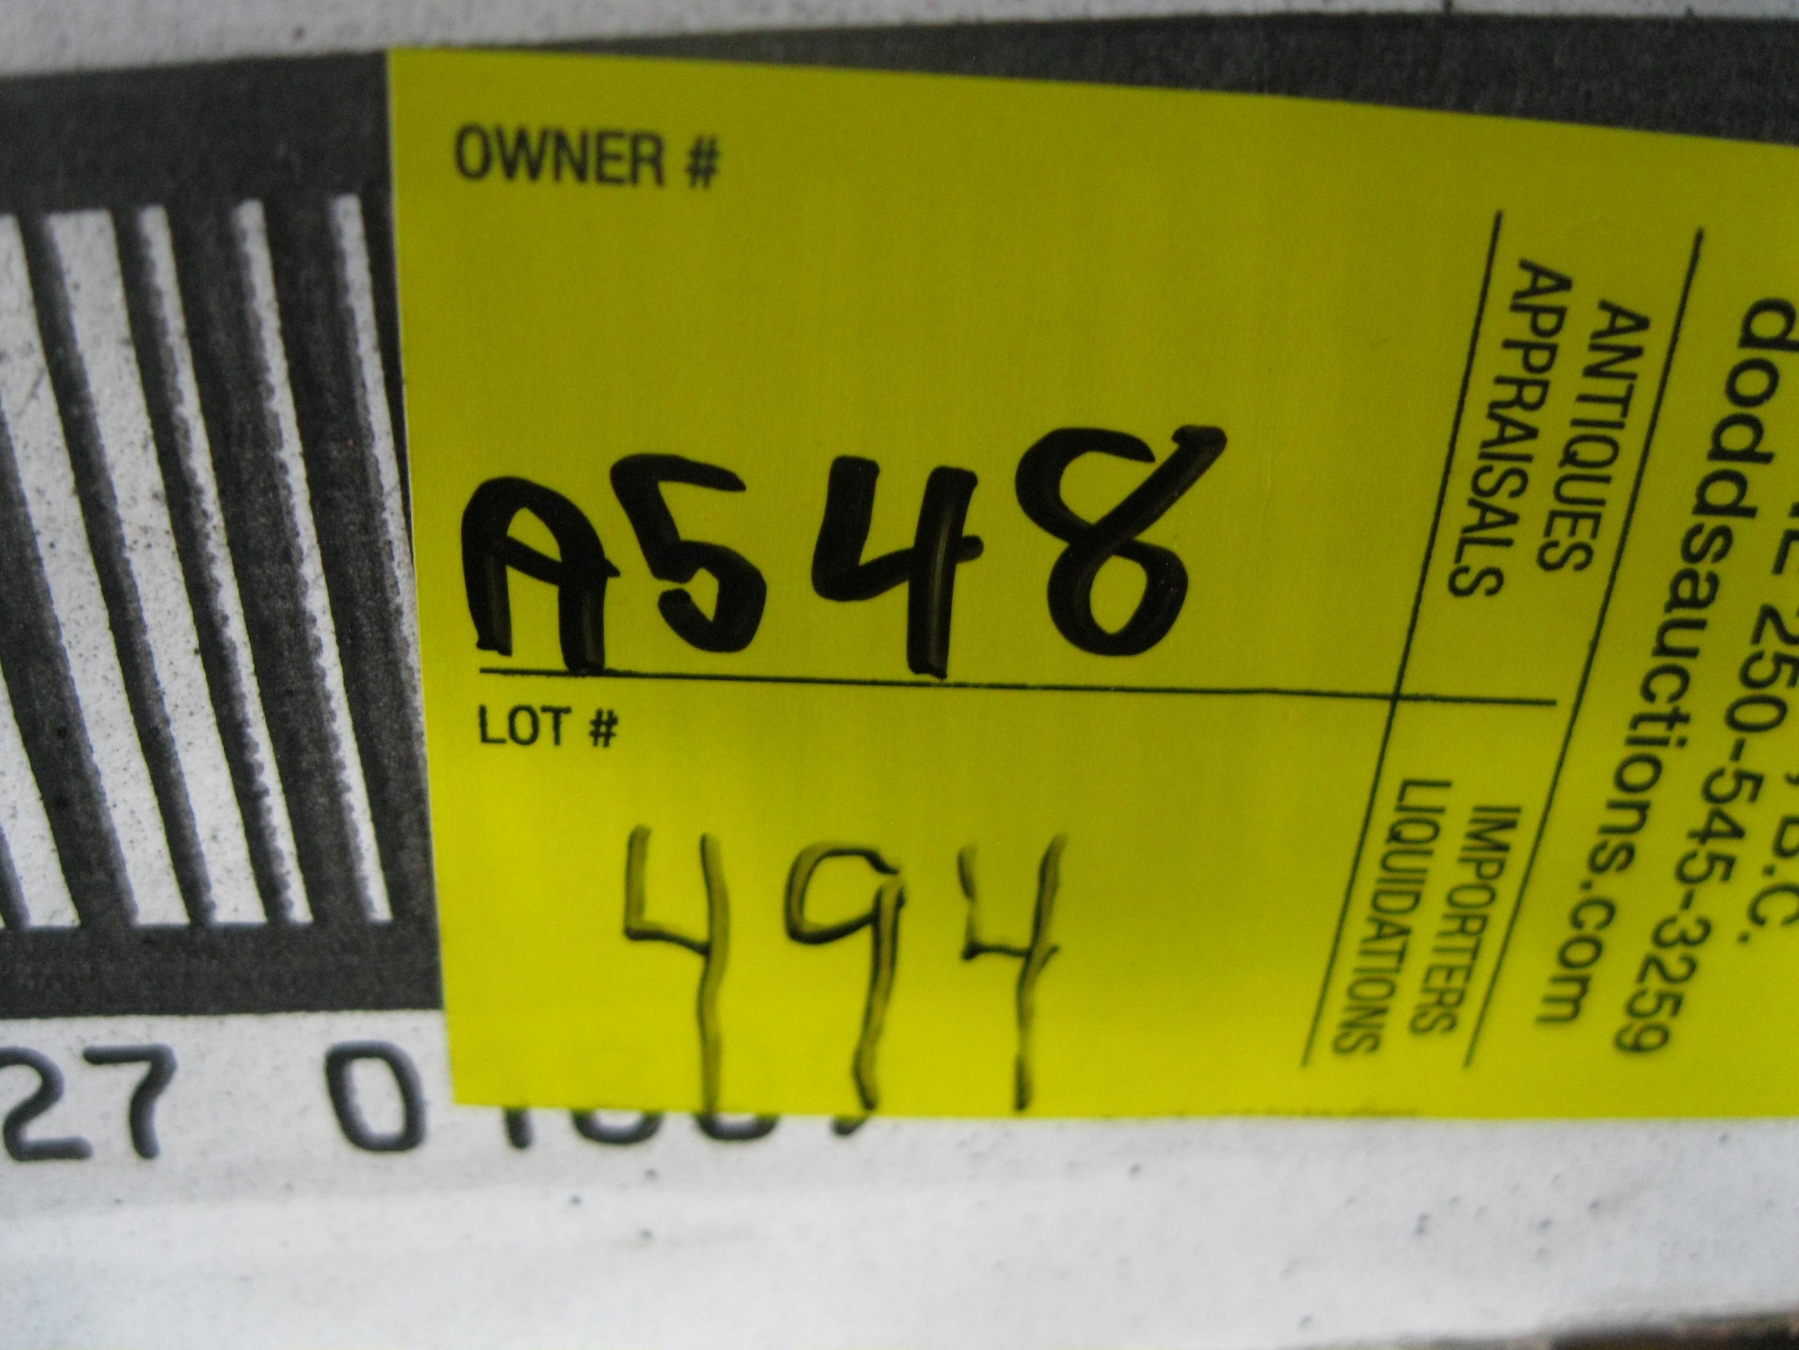 OWNER #
A548
LOT #
494
ANTIQUES
APPRAISALS
IMPORTERS
LIQUIDATIONS
B.C.
250-545-3259
doddsauctions.com
27 0